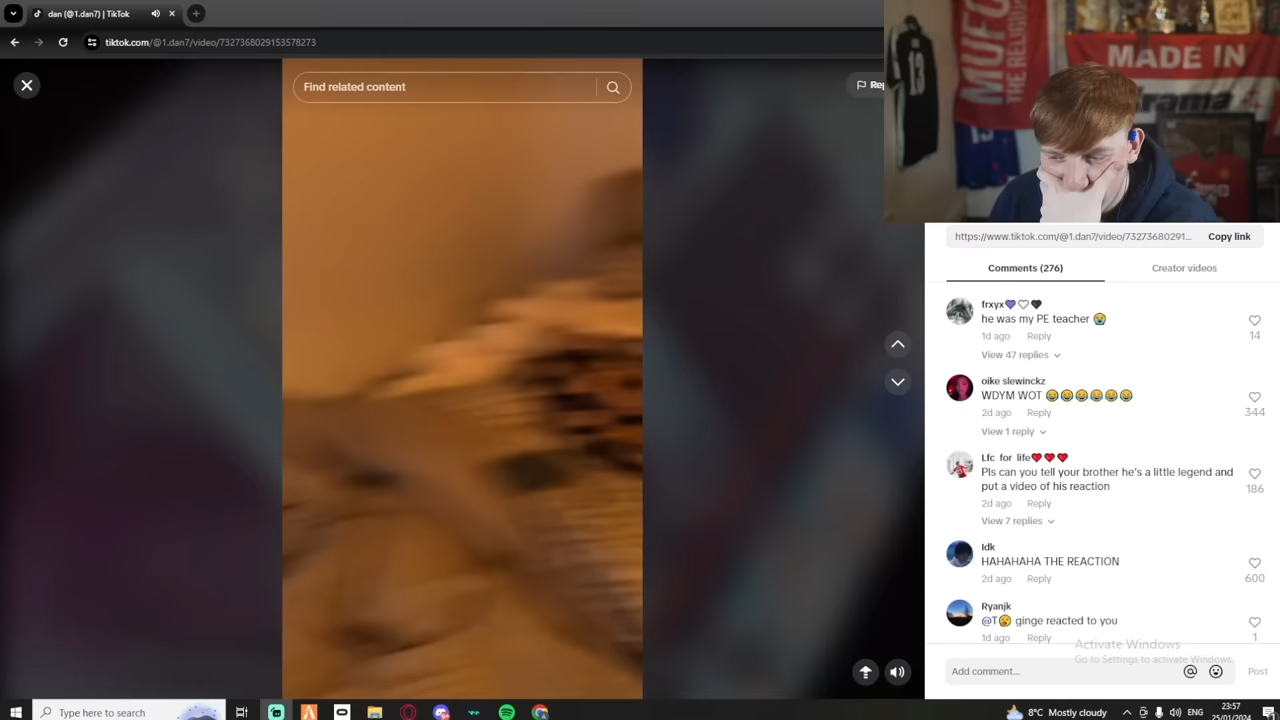 dan (@1.dan7) | TikTok
tiktok.com/@1.dan7/video/7327368029153578273
Find related content
MUFC
THE RELIGION
MADE IN
13
https://www.tiktok.com/@1.dan7/video/73273680291...
Copy link
Comments (276)
Creator videos
frxyx💜🤍🖤
he was my PE teacher 😭
1d ago Reply
14
View 47 replies
oike slewinckz
WDYM WOT 😂😂😂😂😂😂
2d ago Reply
344
View 1 reply
Lfc for life❤️❤️❤️
Pls can you tell your brother he's a little legend and
put a video of his reaction
186
2d ago Reply
View 7 replies
Idk
HAHAHAHA THE REACTION
2d ago Reply
600
Ryanjk
ginge reacted to you
1d ago Reply
1
Activate Windows
Go to Settings to activate Windows.
Add comment...
Post
Type here to search
8°C Mostly cloudy
ENG
23:57
25/01/2024